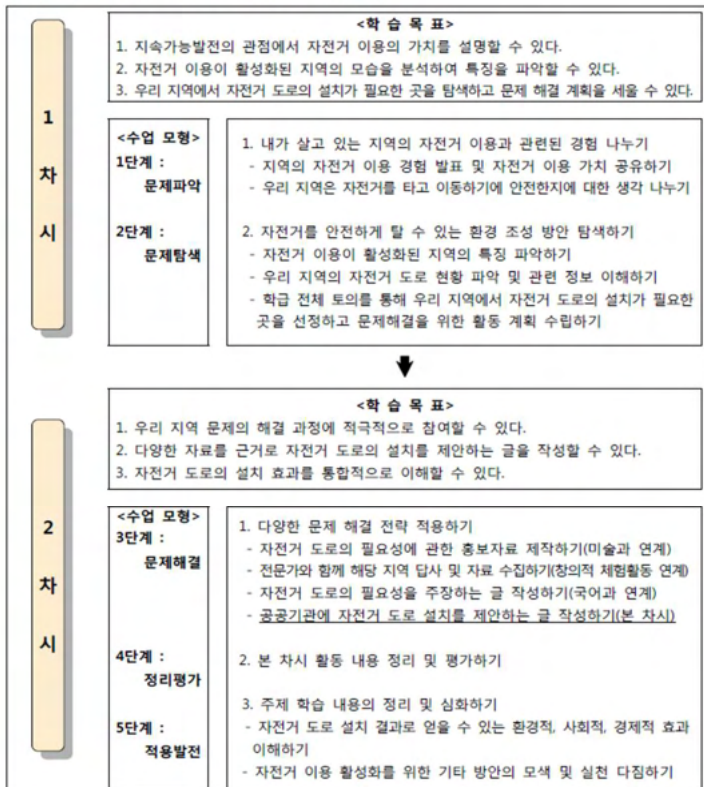 1
차
시
<학 습 목 표>
1. 지속가능발전의 관점에서 자전거 이용의 가치를 설명할 수 있다.
2. 자전거 이용이 활성화된 지역의 모습을 분석하여 특징을 파악할 수 있다.
3. 우리 지역에서 자전거 도로의 설치가 필요한 곳을 탐색하고 문제 해결 계획을 세울 수 있다.
<수업 모형>
1단계 :
문제파악
2단계 :
문제탐색
1. 내가 살고 있는 지역의 자전거 이용과 관련된 경험 나누기
- 지역의 자전거 이용 경험 발표 및 자전거 이용 가치 공유하기
- 우리 지역은 자전거를 타고 이동하기에 안전한지에 대한 생각 나누기
2. 자전거를 안전하게 탈 수 있는 환경 조성 방안 탐색하기
- 자전거 이용이 활성화된 지역의 특징 파악하기
- 우리 지역의 자전거 도로 현황 파악 및 관련 정보 이해하기
- 학급 전체 토의를 통해 우리 지역에서 자전거 도로의 설치가 필요한
곳을 선정하고 문제해결을 위한 활동 계획 수립하기
2
차
시
<학 습 목 표>
1. 우리 지역 문제의 해결 과정에 적극적으로 참여할 수 있다.
2. 다양한 자료를 근거로 자전거 도로의 설치를 제안하는 글을 작성할 수 있다.
3. 자전거 도로의 설치 효과를 통합적으로 이해할 수 있다.
<수업 모형>
3단계 :
문제해결
4단계 :
정리평가
5단계 :
적용발전
1. 다양한 문제 해결 전략 적용하기
- 자전거 도로의 필요성에 관한 홍보자료 제작하기(미술과 연계)
- 전문가와 함께 해당 지역 답사 및 자료 수집하기(창의적 체험활동 연계)
- 자전거 도로의 필요성을 주장하는 글 작성하기(국어과 연계)
- 공공기관에 자전거 도로 설치를 제안하는 글 작성하기(본 차시)
2. 본 차시 활동 내용 정리 및 평가하기
3. 주제 학습 내용의 정리 및 심화하기
- 자전거 도로 설치 결과로 얻을 수 있는 환경적, 사회적, 경제적 효과
이해하기
- 자전거 이용 활성화를 위한 기타 방안의 모색 및 실천 다짐하기